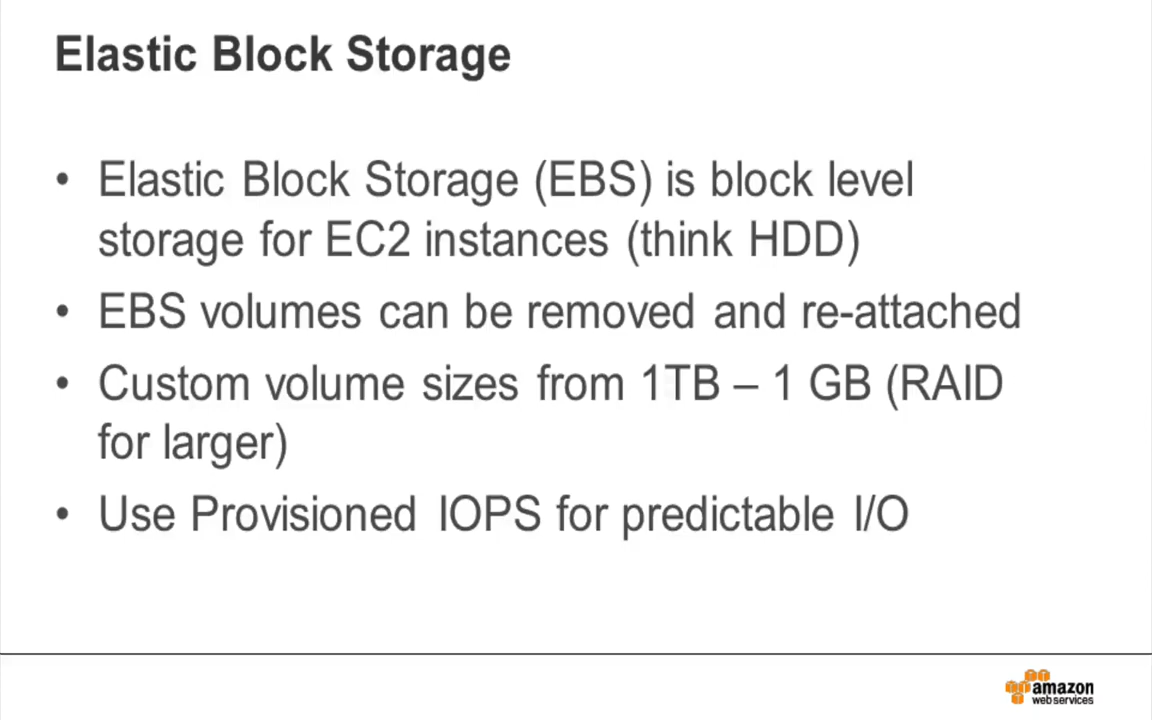 Elastic Block Storage
• Elastic Block Storage (EBS) is block level
storage for EC2 instances (think HDD)
• EBS volumes can be removed and re-attached
• Custom volume sizes from 1TB – 1 GB (RAID
for larger)
• Use Provisioned IOPS for predictable I/O
amazon
webservices